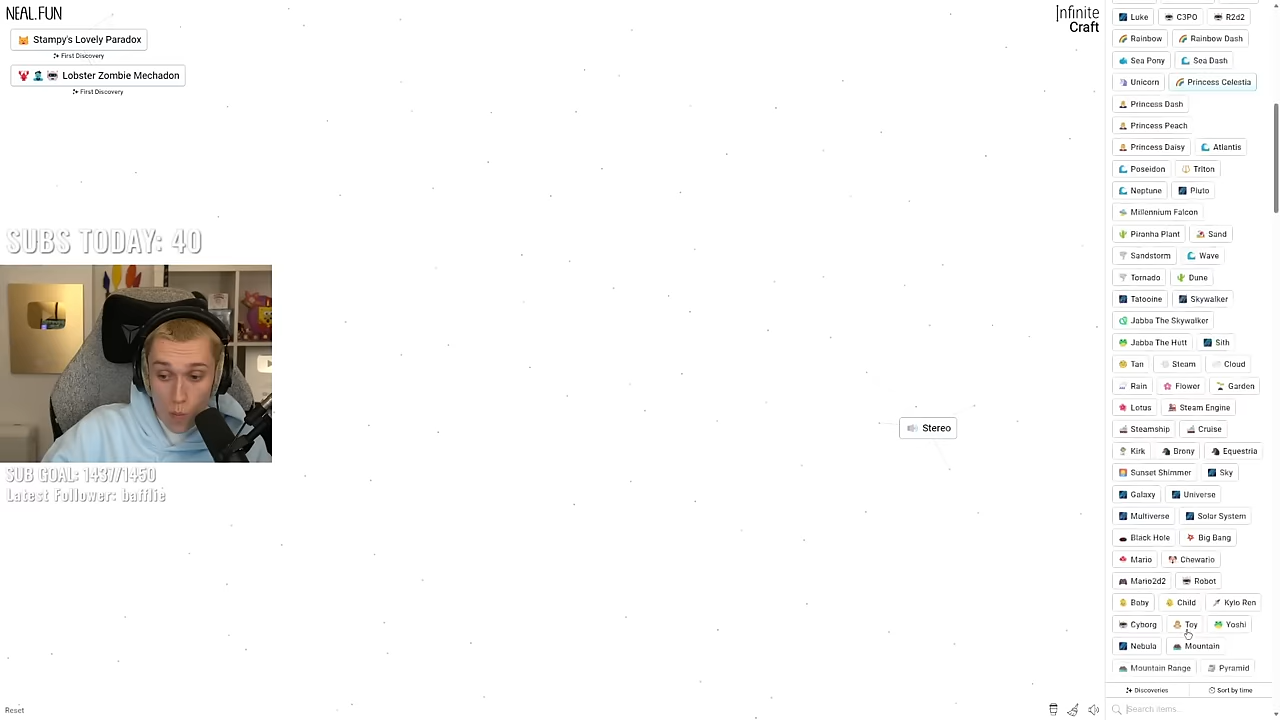 NEAL.FUN
Infinite
Craft
Stampy's Lovely Paradox
First Discovery
Lobster Zombie Mechadon
First Discovery
SUBS TODAY: 40
SUB GOAL: 1437/1450
Latest Follower: bafflie
Stereo
Reset
Luke C3PO R2d2
Rainbow Rainbow Dash
Sea Pony Sea Dash
Unicorn Princess Celestia
Princess Dash
Princess Peach
Princess Daisy Atlantis
Poseidon Triton
Neptune Pluto
Millennium Falcon
Piranha Plant Sand
Sandstorm Wave
Tornado Dune
Tatooine Skywalker
Jabba The Skywalker
Jabba The Hutt Sith
Tan Steam Cloud
Rain Flower Garden
Lotus Steam Engine
Steamship Cruise
Kirk Brony Equestria
Sunset Shimmer Sky
Galaxy Universe
Multiverse Solar System
Black Hole Big Bang
Mario Chewario
Mario2d2 Robot
Baby Child Kylo Ren
Cyborg Toy Yoshi
Nebula Mountain
Mountain Range Pyramid
Discoveries Sort by time
Search items...